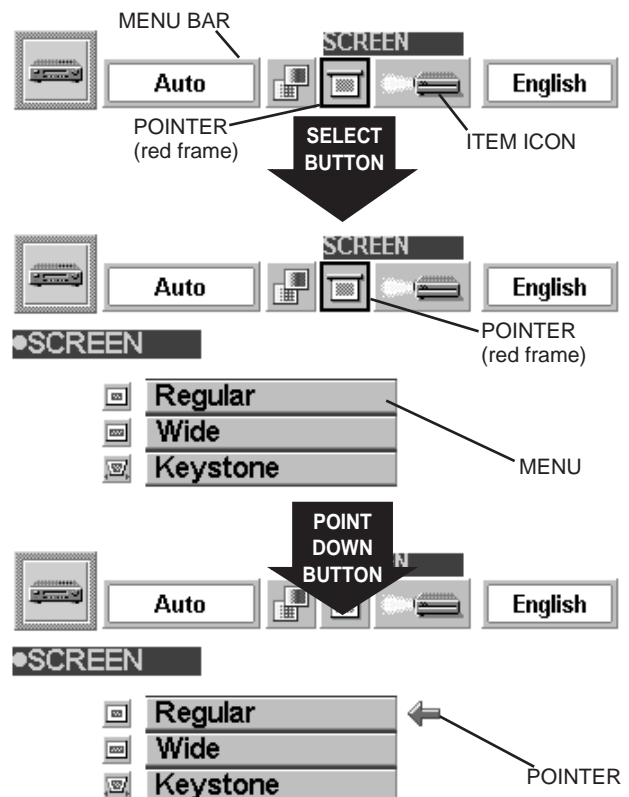 MENU BAR
SCREEN
Auto
English
POINTER
(red frame)
SELECT
BUTTON
ITEM ICON
SCREEN
Auto
English
POINTER
(red frame)
●SCREEN
Regular
Wide
Keystone
MENU
POINT
DOWN
BUTTON
N
Auto
English
●SCREEN
Regular
Wide
Keystone
POINTER